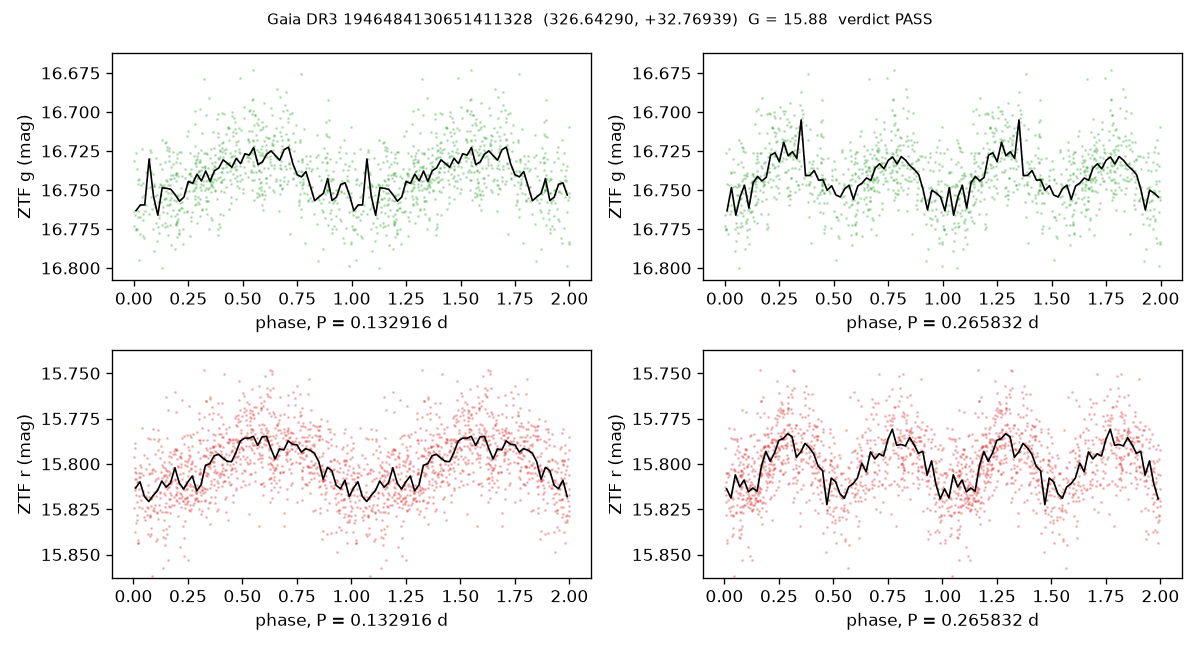 Gaia DR3 1946484130651411328 (326.64290, +32.76939) G = 15.88 verdict PASS
ZTF g (mag)
16.675
16.700
16.725
16.750
16.775
16.800
0.00 0.25 0.50 0.75 1.00 1.25 1.50 1.75 2.00
phase, P = 0.132916 d
ZTF g (mag)
16.675
16.700
16.725
16.750
16.775
16.800
0.00 0.25 0.50 0.75 1.00 1.25 1.50 1.75 2.00
phase, P = 0.265832 d
ZTF r (mag)
15.750
15.775
15.800
15.825
15.850
0.00 0.25 0.50 0.75 1.00 1.25 1.50 1.75 2.00
phase, P = 0.132916 d
ZTF r (mag)
15.750
15.775
15.800
15.825
15.850
0.00 0.25 0.50 0.75 1.00 1.25 1.50 1.75 2.00
phase, P = 0.265832 d